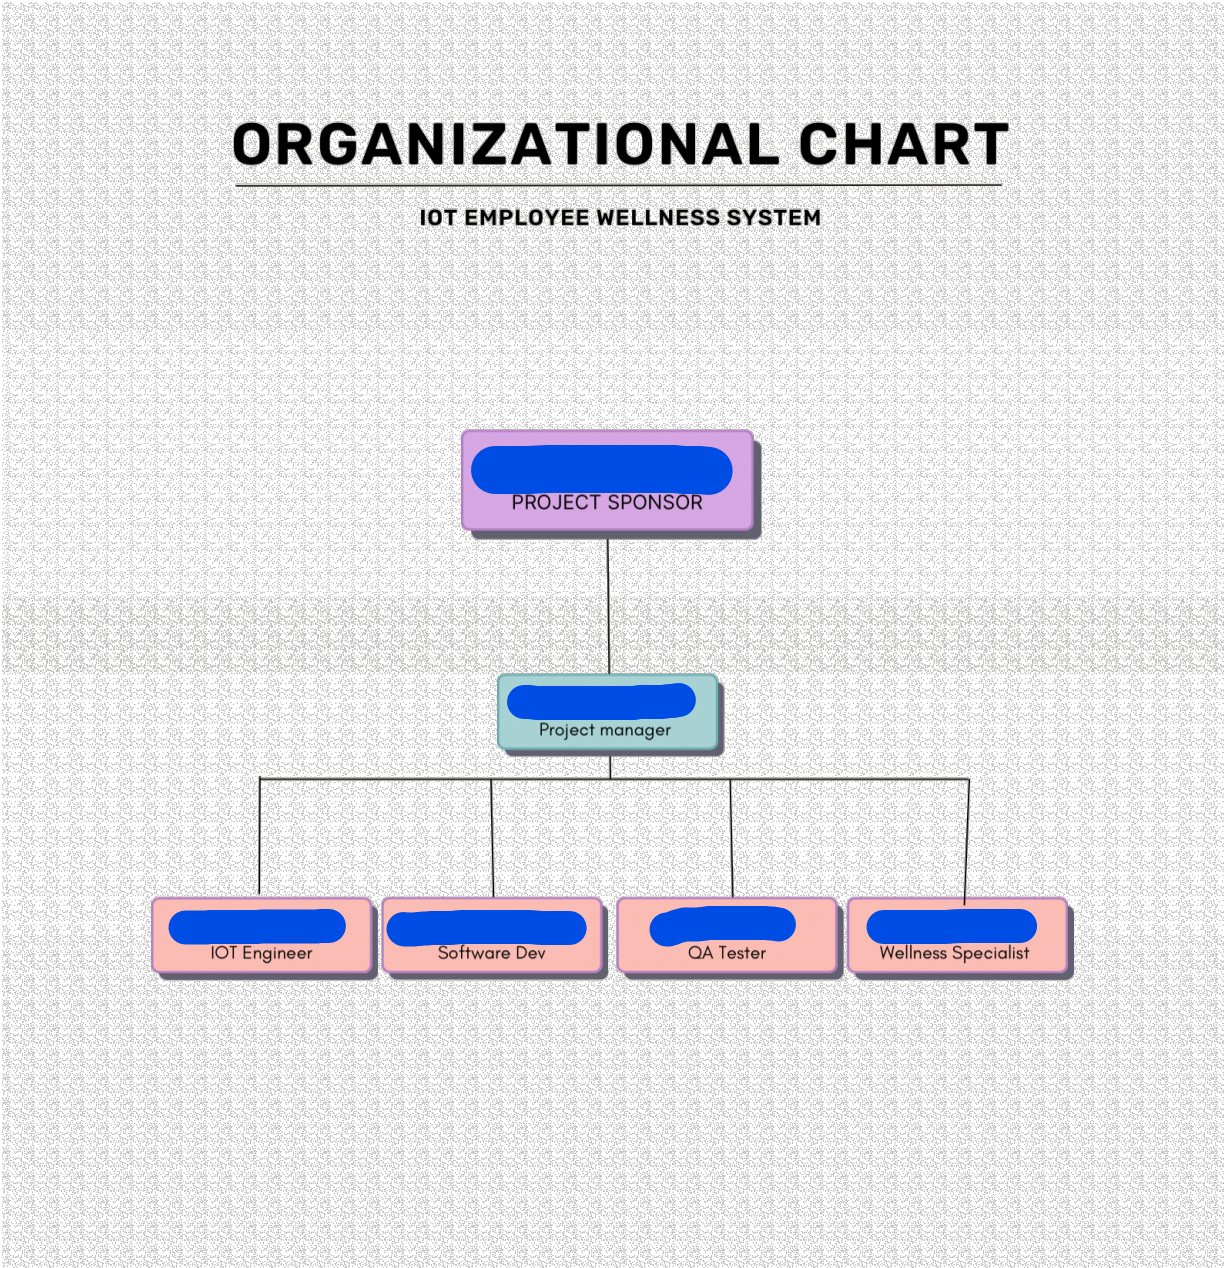 ORGANIZATIONAL CHART
IOT EMPLOYEE WELLNESS SYSTEM
PROJECT SPONSOR
Project manager
IOT Engineer
Software Dev
QA Tester
Wellness Specialist